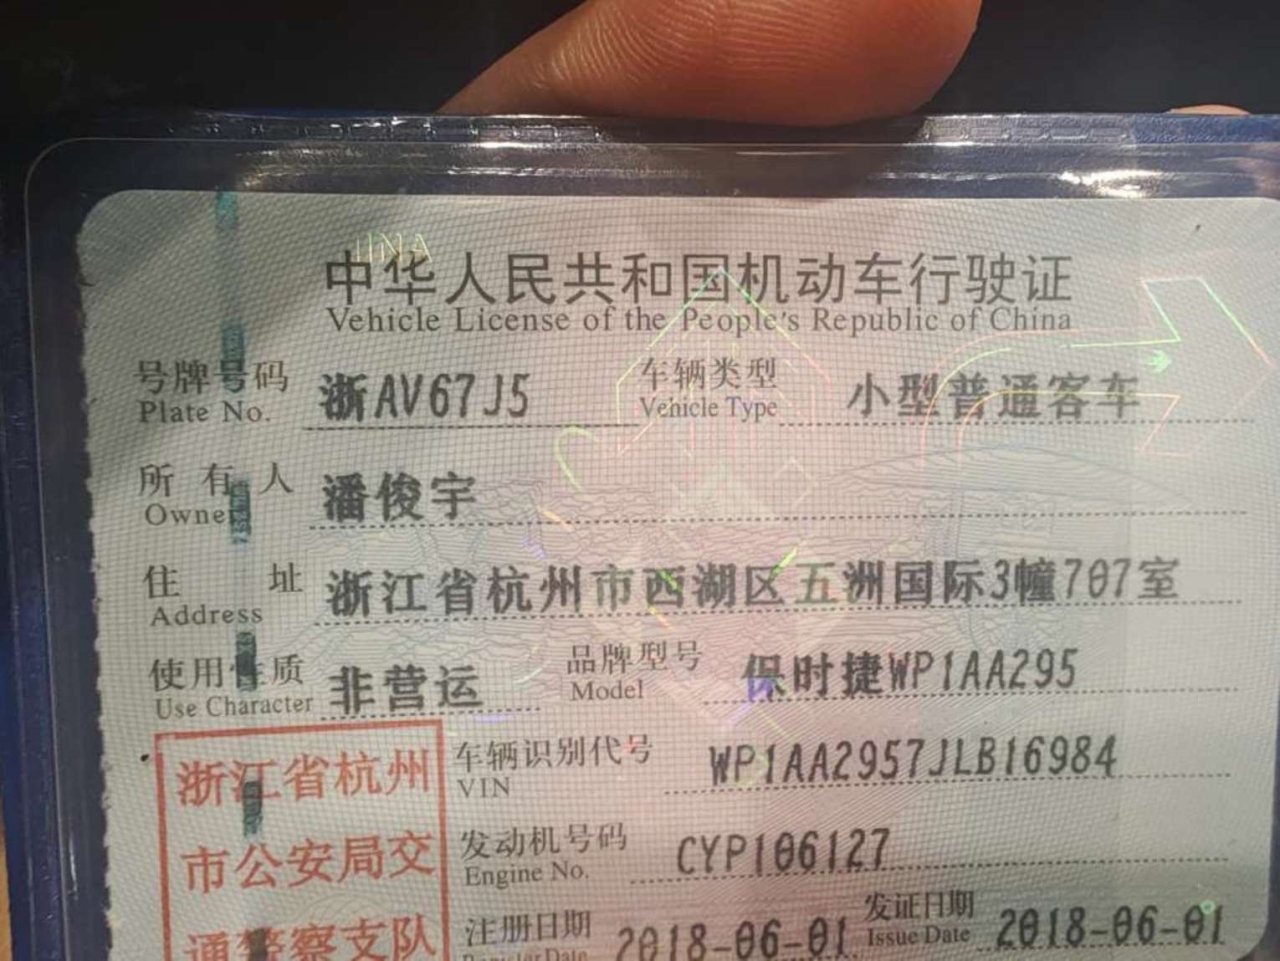 中华人民共和国机动车行驶证
Vehicle License of the People's Republic of China
号牌号码 浙AV67J5 车辆类型 小型普通客车
Plate No. Vehicle Type
所有人 潘俊宇
Owner
住址 浙江省杭州市西湖区五洲国际3幢707室
Address
使用性质 非营运 品牌型号 保时捷WP1AA295
Use Character Model
浙江省杭州
市公安局交
通警察支队
车辆识别代号 WP1AA2957JLB16984
VIN
发动机号码 CYP106127
Engine No.
注册日期 2018-06-01 发证日期 2018-06-01
Register Date Issue Date